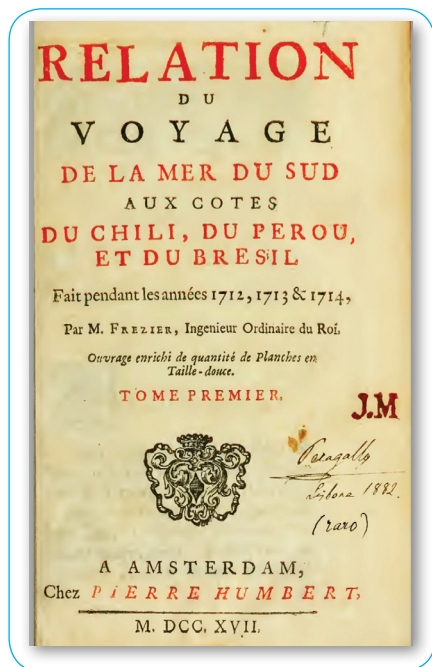 RELATION
DU
VOYAGE
DE LA MER DU SUD
AUX COTES
DU CHILI, DU PEROU,
ET DU BRESIL
Fait pendant les années 1712, 1713 & 1714,
Par M. FREZIER, Ingenieur Ordinaire du Roi.
Ouvrage enrichi de quantité de Planches en
Taille-douce.
TOME PREMIER.
J.M
Peragallo
Lisboa 1882.
(raro)
A AMSTERDAM,
Chez PIERRE HUMBERT,
M. DCC. XVII.